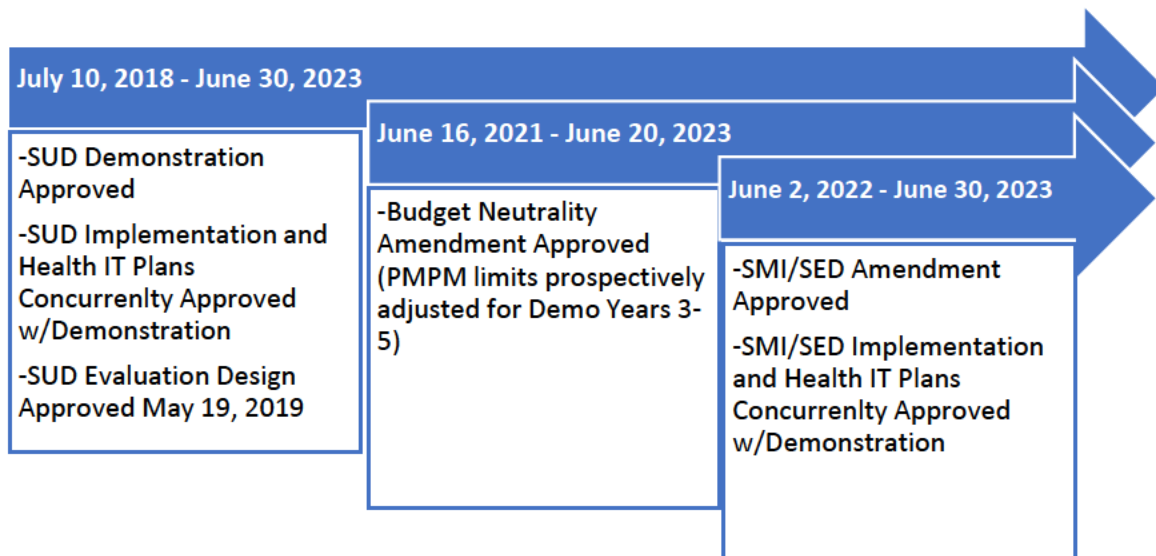 July 10, 2018 - June 30, 2023
-SUD Demonstration
Approved
-SUD Implementation and
Health IT Plans
Concurrenlty Approved
w/Demonstration
-SUD Evaluation Design
Approved May 19, 2019
June 16, 2021 - June 20, 2023
-Budget Neutrality
Amendment Approved
(PMPM limits prospectively
adjusted for Demo Years 3-
5)
June 2, 2022 - June 30, 2023
-SMI/SED Amendment
Approved
-SMI/SED Implementation
and Health IT Plans
Concurrenlty Approved
w/Demonstration